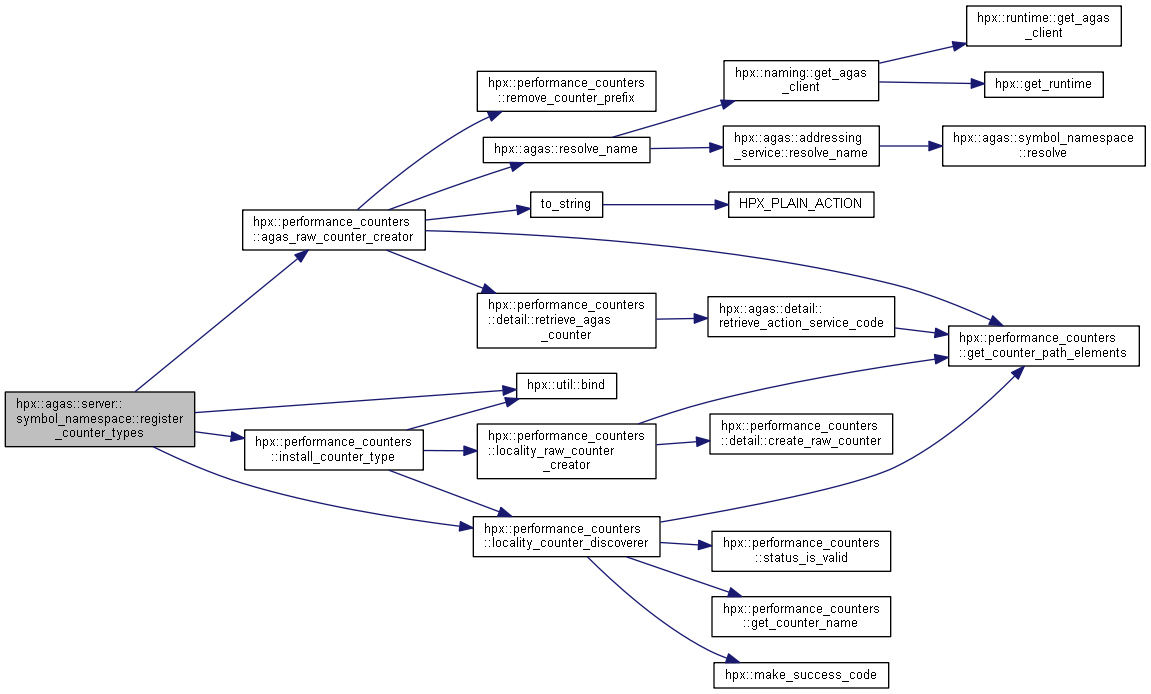 hpx::runtime::get_agas
_client
hpx::naming::get_agas
_client
hpx::performance_counters
::remove_counter_prefix
hpx::get_runtime
hpx::agas::resolve_name
hpx::agas::addressing
_service::resolve_name
hpx::agas::symbol_namespace
::resolve
to_string
HPX_PLAIN_ACTION
hpx::performance_counters
::agas_raw_counter_creator
hpx::performance_counters
::detail::retrieve_agas
_counter
hpx::agas::detail::
retrieve_action_service_code
hpx::performance_counters
::get_counter_path_elements
hpx::util::bind
hpx::agas::server::
symbol_namespace::register
_counter_types
hpx::performance_counters
::install_counter_type
hpx::performance_counters
::locality_raw_counter
_creator
hpx::performance_counters
::detail::create_raw_counter
hpx::performance_counters
::locality_counter_discoverer
hpx::performance_counters
::status_is_valid
hpx::performance_counters
::get_counter_name
hpx::make_success_code